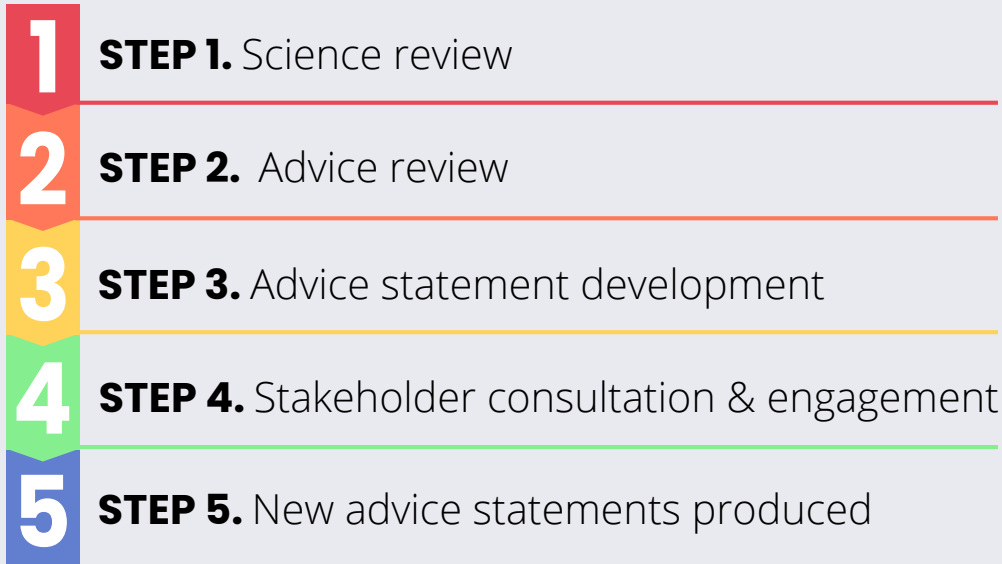 1
STEP 1. Science review
2
STEP 2. Advice review
3
STEP 3. Advice statement development
4
STEP 4. Stakeholder consultation & engagement
5
STEP 5. New advice statements produced